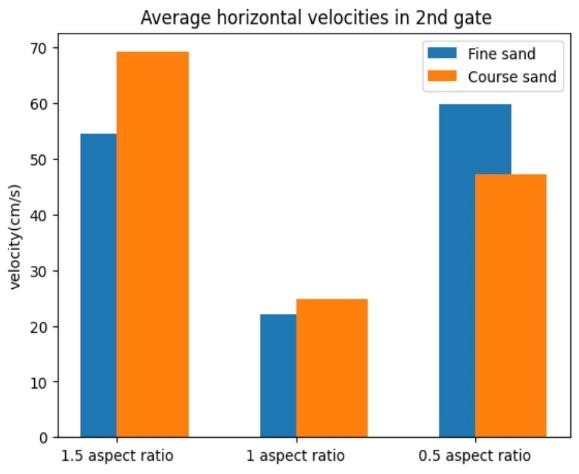 Average horizontal velocities in 2nd gate
Fine sand
Course sand
velocity(cm/s)
70
60
50
40
30
20
10
0
1.5 aspect ratio
1 aspect ratio
0.5 aspect ratio